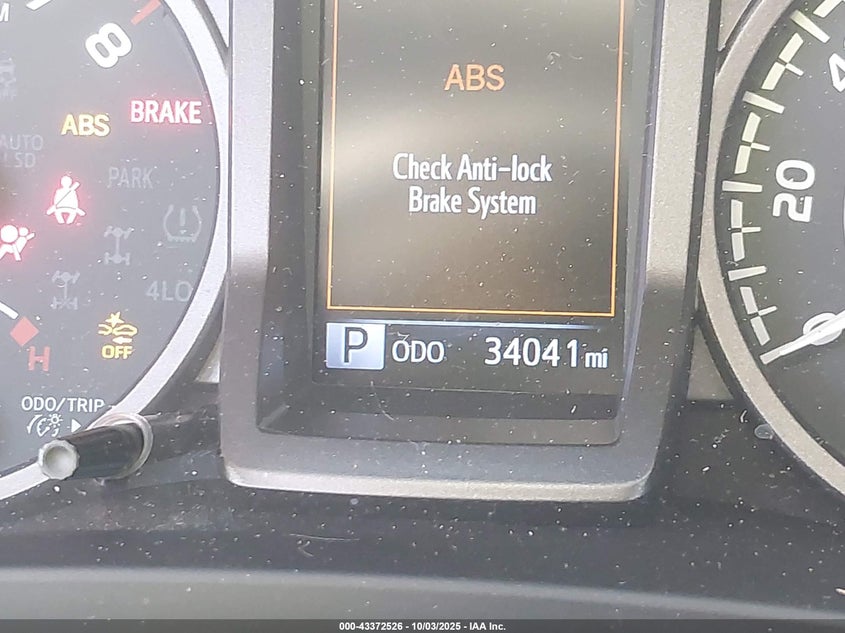 8
ABS
BRAKE
AUTO
LSD
PARK
4LO
OFF
H
ODO/TRIP
ABS
Check Anti-lock
Brake System
P ODO 34041 mi
20
0
000-43372526 - 10/03/2025 - IAA Inc.